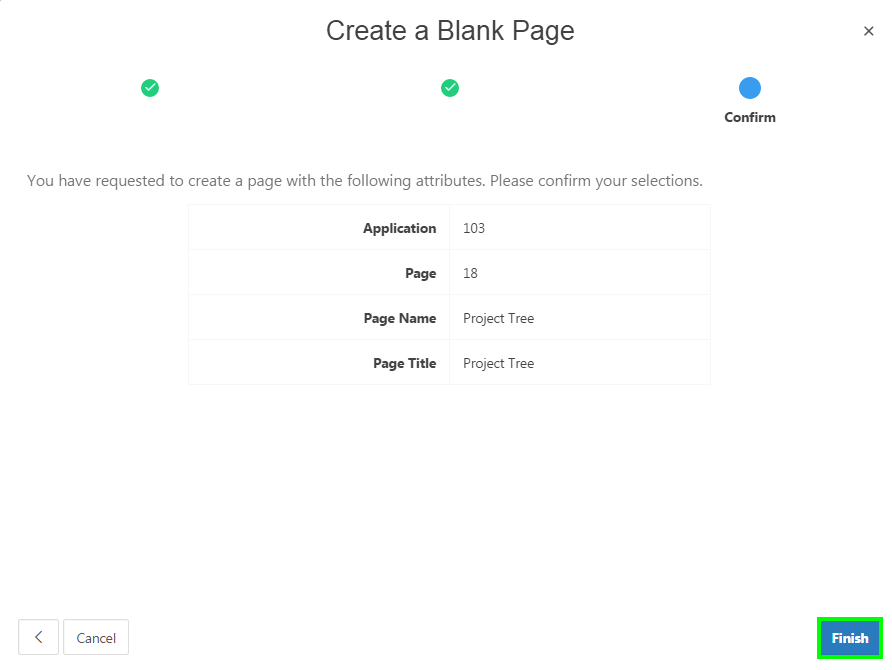 Create a Blank Page
Confirm
You have requested to create a page with the following attributes. Please confirm your selections.
Application 103
Page 18
Page Name Project Tree
Page Title Project Tree
Cancel Finish